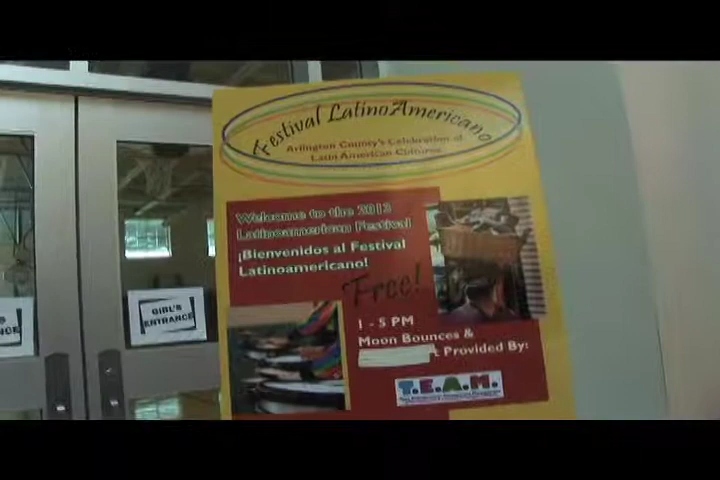 Festival LatinoAmericano
Arlington County's Celebration of
Latin American Cultures
Welcome to the 2013
Latinoamerican Festival
¡Bienvenidos al Festival
Latinoamericano!
Free!
1 - 5 PM
Moon Bounces &
t Provided By:
T.E.A.M.
GIRL'S
ENTRANCE